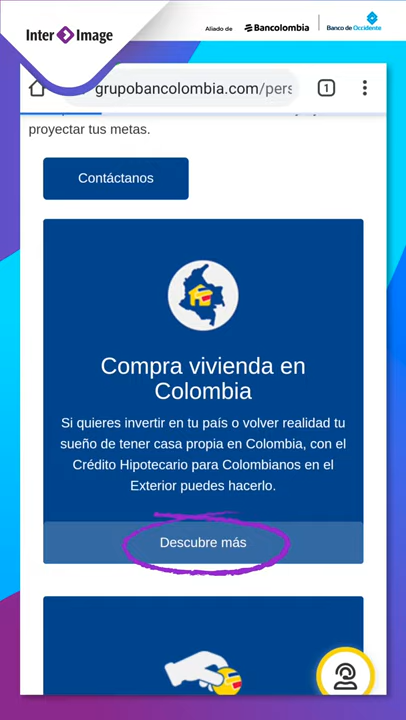 Inter Image
Aliado de
Bancolombia
Banco de Occidente
grupobancolombia.com/pers
1
proyectar tus metas.
Contáctanos
Compra vivienda en
Colombia
Si quieres invertir en tu país o volver realidad tu
sueño de tener casa propia en Colombia, con el
Crédito Hipotecario para Colombianos en el
Exterior puedes hacerlo.
Descubre más